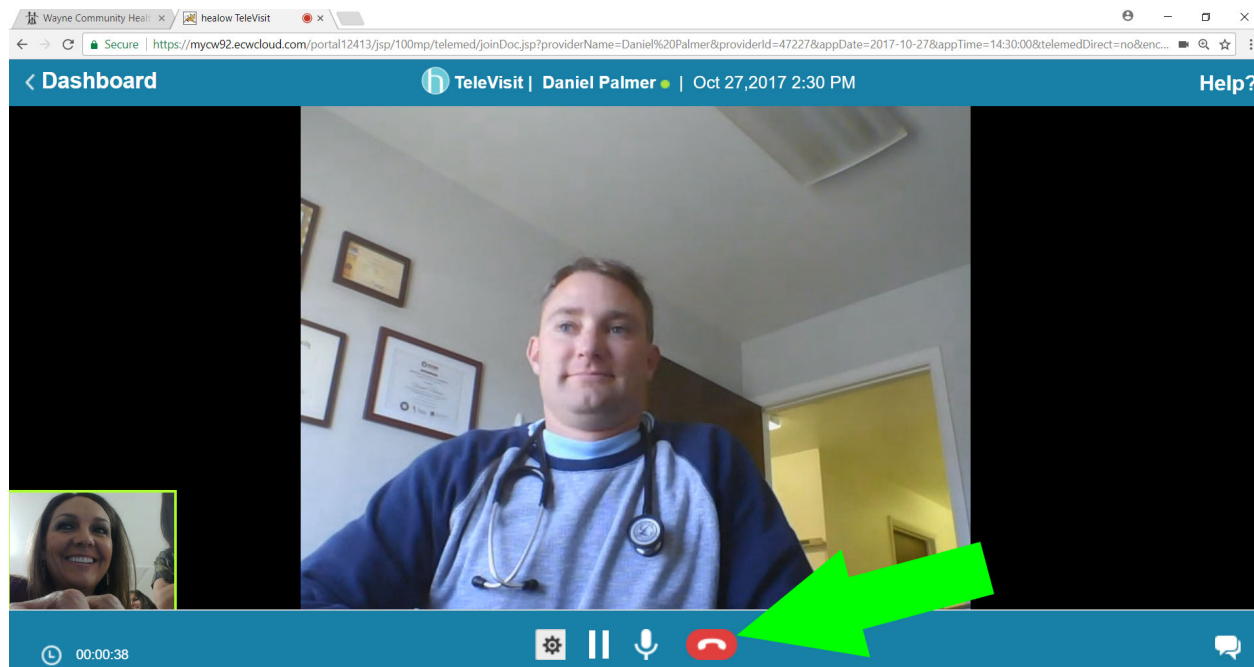 Wayne Community Healt
healow TeleVisit
Secure | https://mycw92.ecwcloud.com/portal12413/jsp/100mp/telemed/joinDoc.jsp?providerName=Daniel%20Palmer&providerId=47227&appDate=2017-10-27&appTime=14:30:00&telemedDirect=no&enc...
< Dashboard
h TeleVisit | Daniel Palmer | Oct 27,2017 2:30 PM
Help?
00:00:38